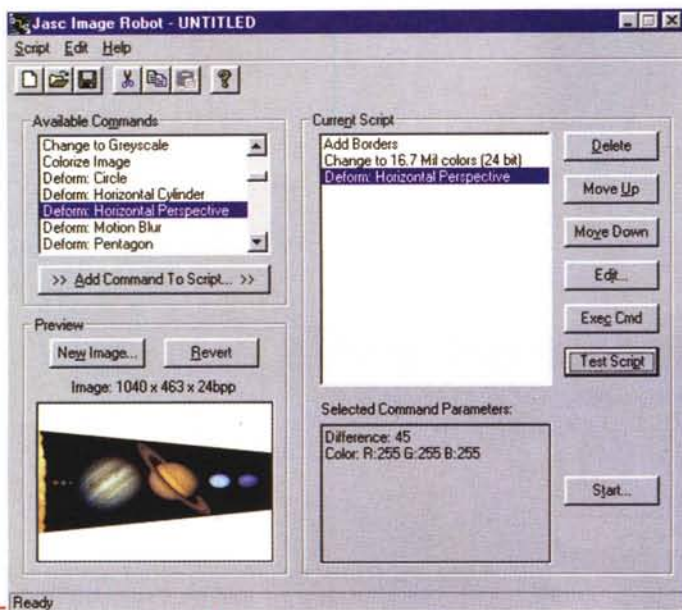 Jasc Image Robot - UNTITLED
Script Edit Help
Available Commands
Change to Greyscale
Colorize Image
Deform: Circle
Deform: Horizontal Cylinder
Deform: Horizontal Perspective
Deform: Motion Blur
Deform: Pentagon
>> Add Command To Script... >>
Preview
New Image... Revert
Image: 1040 x 463 x 24bpp
Current Script
Add Borders
Change to 16.7 Mil colors (24 bit)
Deform: Horizontal Perspective
Delete
Move Up
Move Down
Edit...
Exec Cmd
Test Script
Selected Command Parameters:
Difference: 45
Color: R:255 G:255 B:255
Start...
Ready